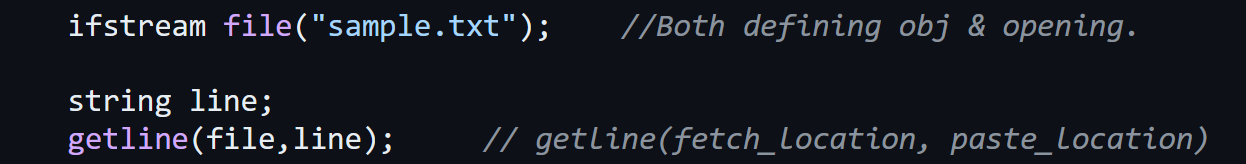 ifstream file("sample.txt");    //Both defining obj & opening.
string line;
getline(file,line);     // getline(fetch_location, paste_location)